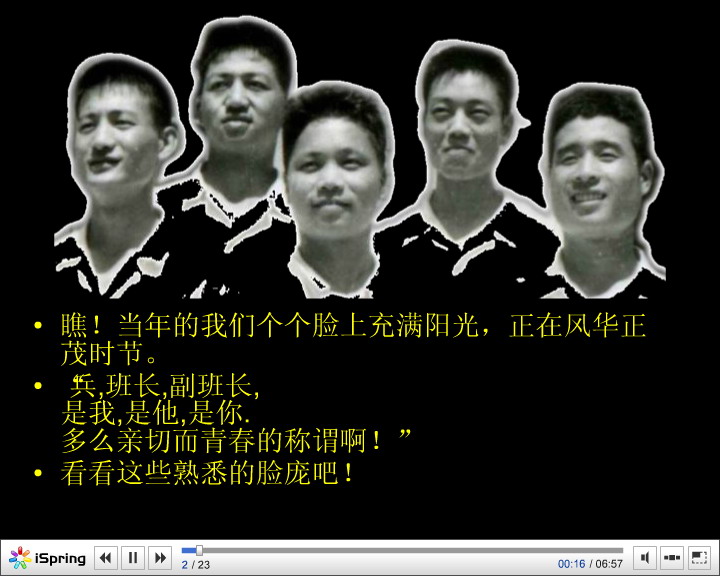 • 瞧！当年的我们个个脸上充满阳光，正在风华正
茂时节。
• “兵,班长,副班长,
是我,是他,是你.
多么亲切而青春的称谓啊！”
• 看看这些熟悉的脸庞吧！
iSpring
2 / 23
00:16 / 06:57